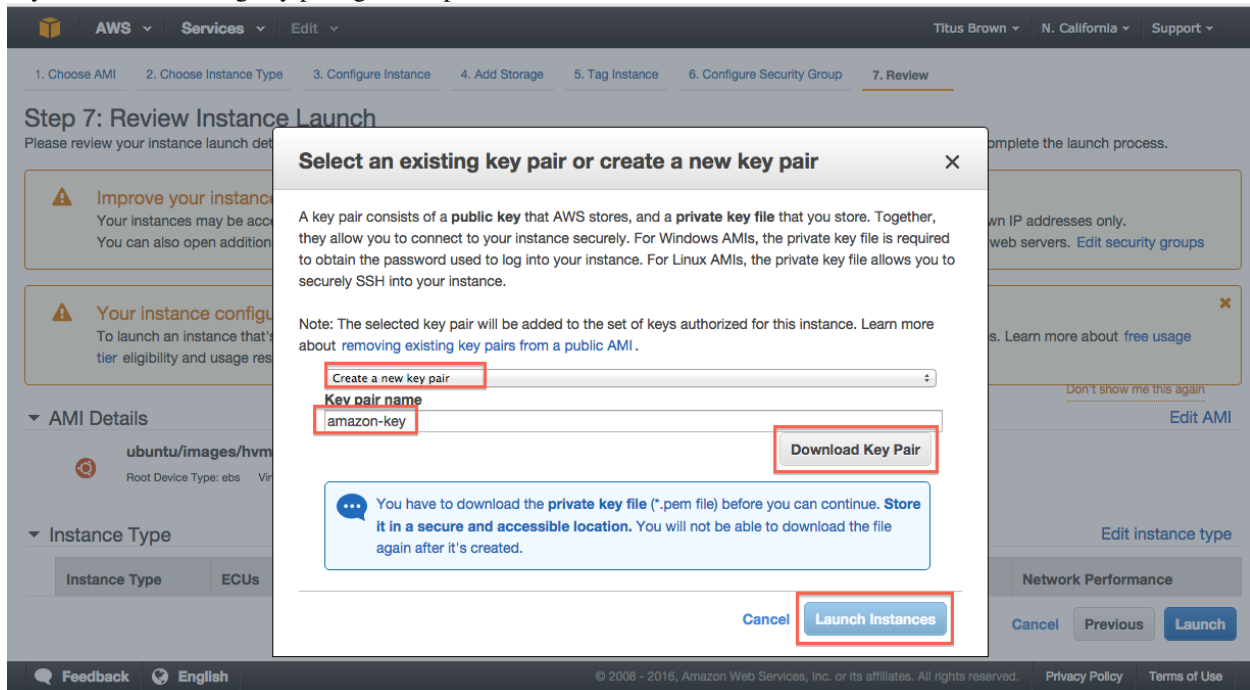 AWS Services Edit Titus Brown N. California Support
1. Choose AMI 2. Choose Instance Type 3. Configure Instance 4. Add Storage 5. Tag Instance 6. Configure Security Group 7. Review
Step 7: Review Instance Launch
Please review your instance launch det
omplete the launch process.
Improve your instanc
Your instances may be acce
wn IP addresses only.
You can also open addition
web servers. Edit security groups
Your instance configu
To launch an instance that's
s. Learn more about free usage
tier eligibility and usage res
Don't show me this again
AMI Details
Edit AMI
ubuntu/images/hvm
Root Device Type: ebs Vir
Instance Type
Edit instance type
Instance Type ECUs
Network Performance
Select an existing key pair or create a new key pair
A key pair consists of a public key that AWS stores, and a private key file that you store. Together,
they allow you to connect to your instance securely. For Windows AMIs, the private key file is required
to obtain the password used to log into your instance. For Linux AMIs, the private key file allows you to
securely SSH into your instance.
Note: The selected key pair will be added to the set of keys authorized for this instance. Learn more
about removing existing key pairs from a public AMI .
Create a new key pair
Key pair name
amazon-key
Download Key Pair
You have to download the private key file (*.pem file) before you can continue. Store
it in a secure and accessible location. You will not be able to download the file
again after it's created.
Cancel Launch Instances
Cancel Previous Launch
Feedback English © 2008 - 2016, Amazon Web Services, Inc. or its affiliates. All rights reserved. Privacy Policy Terms of Use